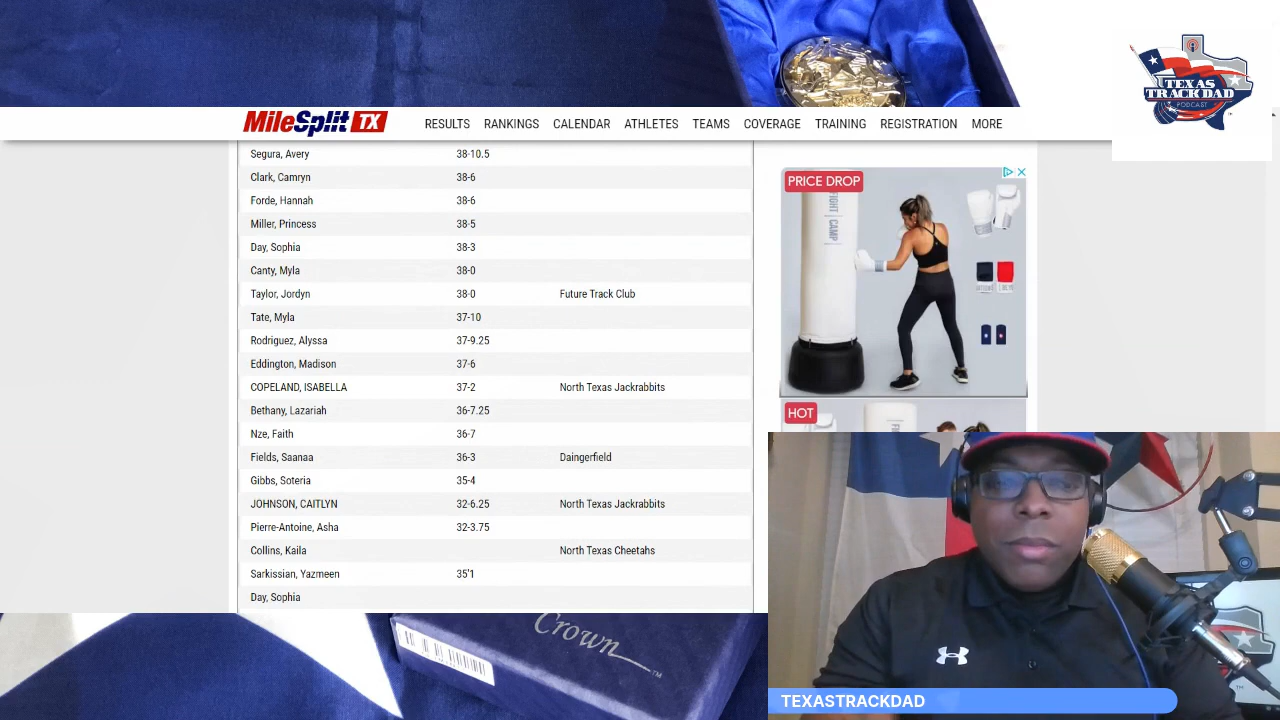 TEXAS
TRACK DAD
PODCAST
MileSplit TX
RESULTS RANKINGS CALENDAR ATHLETES TEAMS COVERAGE TRAINING REGISTRATION MORE
Segura, Avery 38-10.5
Clark, Camryn 38-6
Forde, Hannah 38-6
Miller, Princess 38-5
Day, Sophia 38-3
Canty, Myla 38-0
Taylor, Jordyn 38-0 Future Track Club
Tate, Myla 37-10
Rodriguez, Alyssa 37-9.25
Eddington, Madison 37-6
COPELAND, ISABELLA 37-2 North Texas Jackrabbits
Bethany, Lazariah 36-7.25
Nze, Faith 36-7
Fields, Saanaa 36-3 Daingerfield
Gibbs, Soteria 35-4
JOHNSON, CAITLYN 32-6.25 North Texas Jackrabbits
Pierre-Antoine, Asha 32-3.75
Collins, Kaila North Texas Cheetahs
Sarkissian, Yazmeen 35'1
Day, Sophia
PRICE DROP
FIGHT CAMP
HOT
Crown
TM
TEXASTRACKDAD